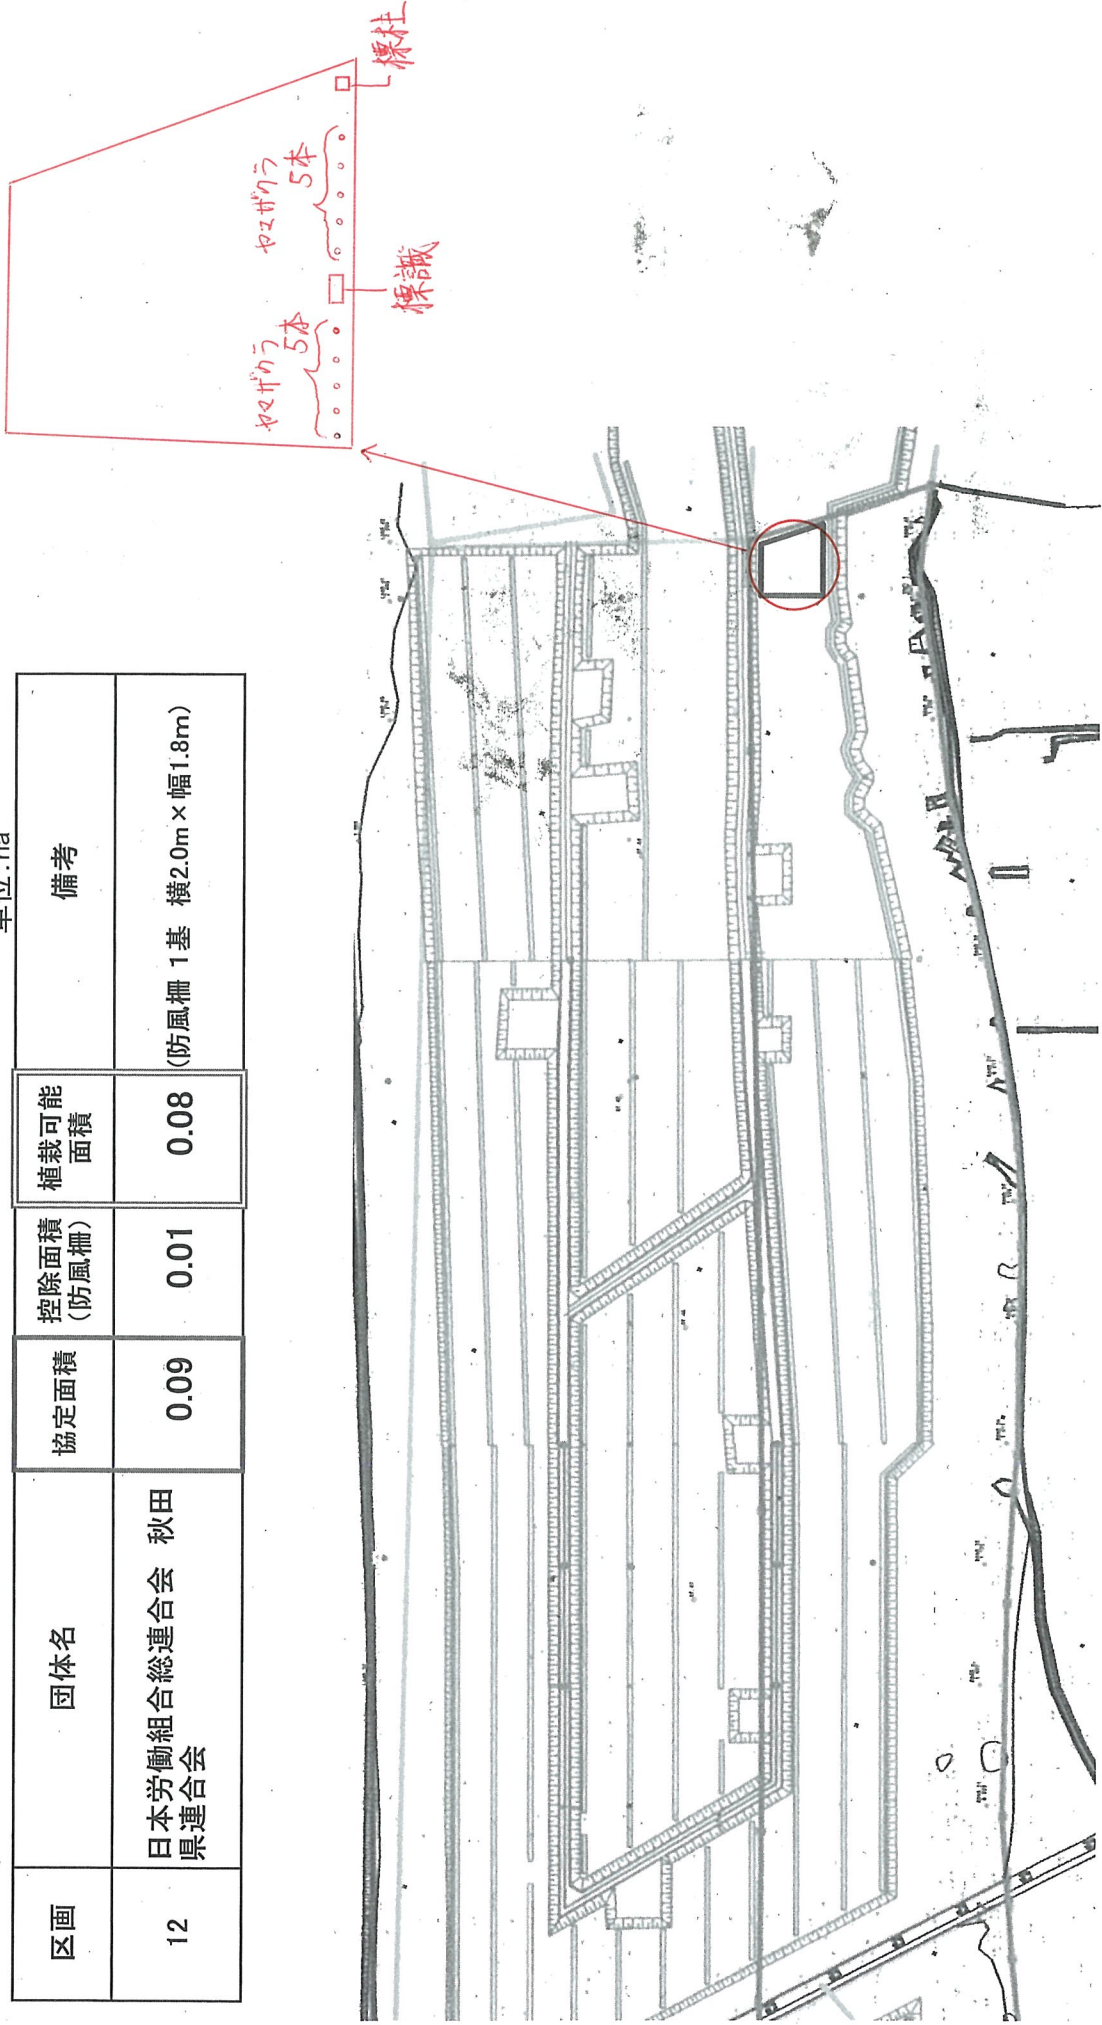 単位:ha
区画
団体名
協定面積
控除面積
(防風柵)
植栽可能
面積
備考
12
日本労働組合総連合会 秋田
県連合会
0.09
0.01
0.08
(防風柵 1基 横2.0m×幅1.8m)
ヤマザクラ
5本
標識
ヤマザクラ
5本
標柱